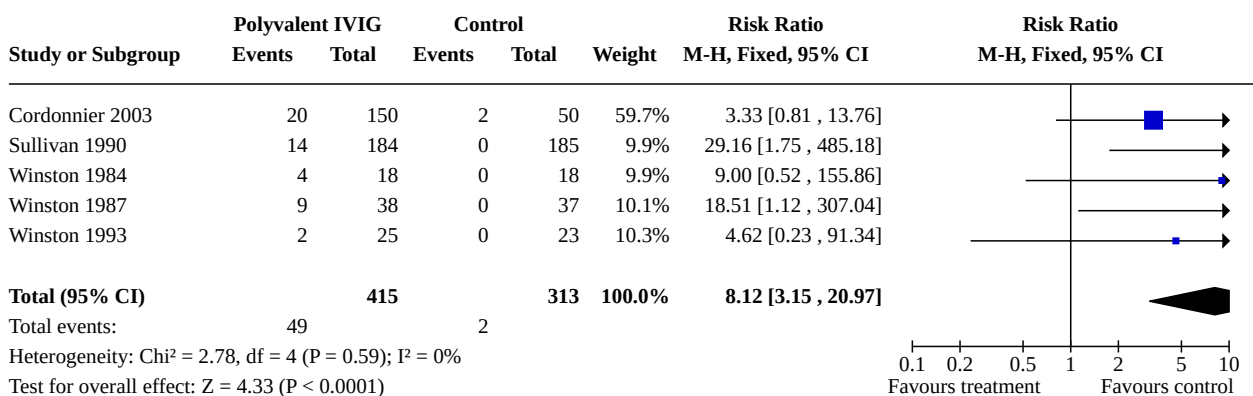 Polyvalent IVIG Control Risk Ratio Risk Ratio
Study or Subgroup Events Total Events Total Weight M-H, Fixed, 95% CI M-H, Fixed, 95% CI
Cordonnier 2003 20 150 2 50 59.7% 3.33 [0.81 , 13.76]
Sullivan 1990 14 184 0 185 9.9% 29.16 [1.75 , 485.18]
Winston 1984 4 18 0 18 9.9% 9.00 [0.52 , 155.86]
Winston 1987 9 38 0 37 10.1% 18.51 [1.12 , 307.04]
Winston 1993 2 25 0 23 10.3% 4.62 [0.23 , 91.34]
Total (95% CI) 415 313 100.0% 8.12 [3.15 , 20.97]
Total events: 49 2
Heterogeneity: Chi² = 2.78, df = 4 (P = 0.59); I² = 0%
0.1 0.2 0.5 1 2 5 10
Test for overall effect: Z = 4.33 (P < 0.0001) Favours treatment Favours control